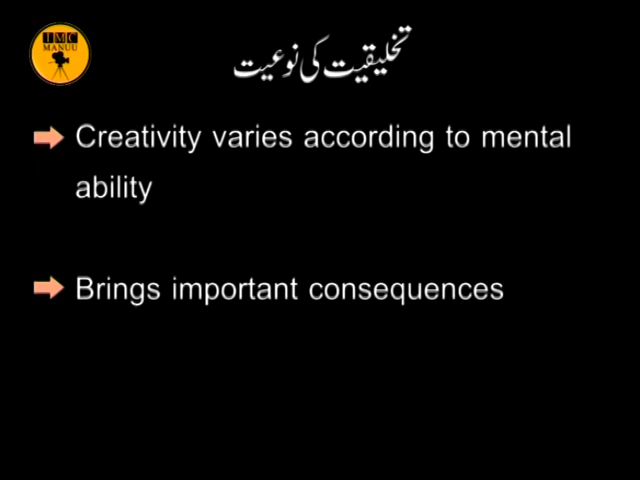 IMC
MANUU
تخلیقیت کی نوعیت
Creativity varies according to mental
ability
Brings important consequences